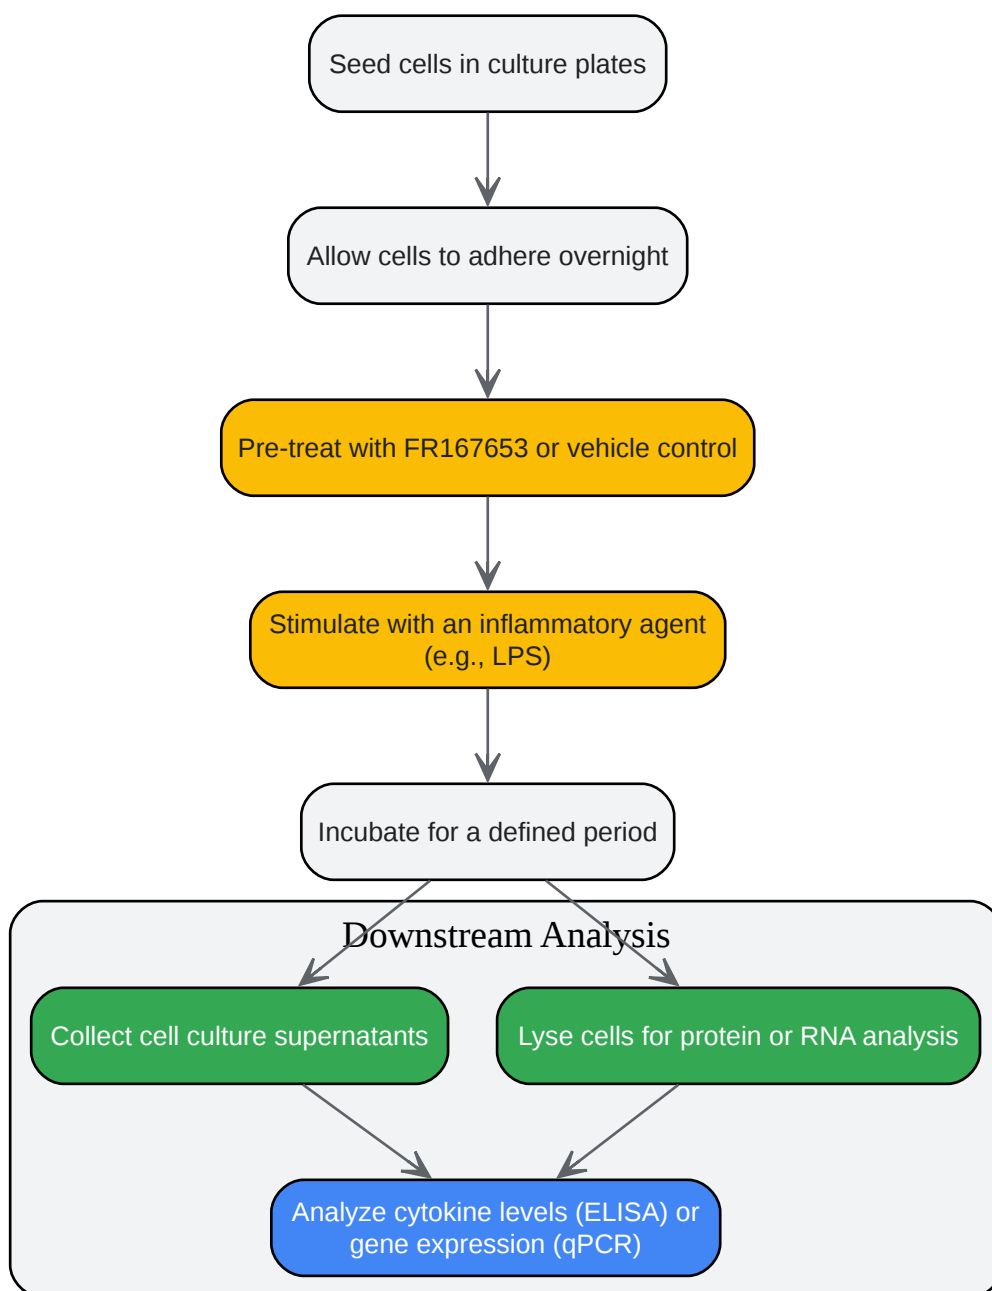 Seed cells in culture plates
Allow cells to adhere overnight
Pre-treat with FR167653 or vehicle control
Stimulate with an inflammatory agent
(e.g., LPS)
Incubate for a defined period
Downstream Analysis
Collect cell culture supernatants
Lyse cells for protein or RNA analysis
Analyze cytokine levels (ELISA) or
gene expression (qPCR)